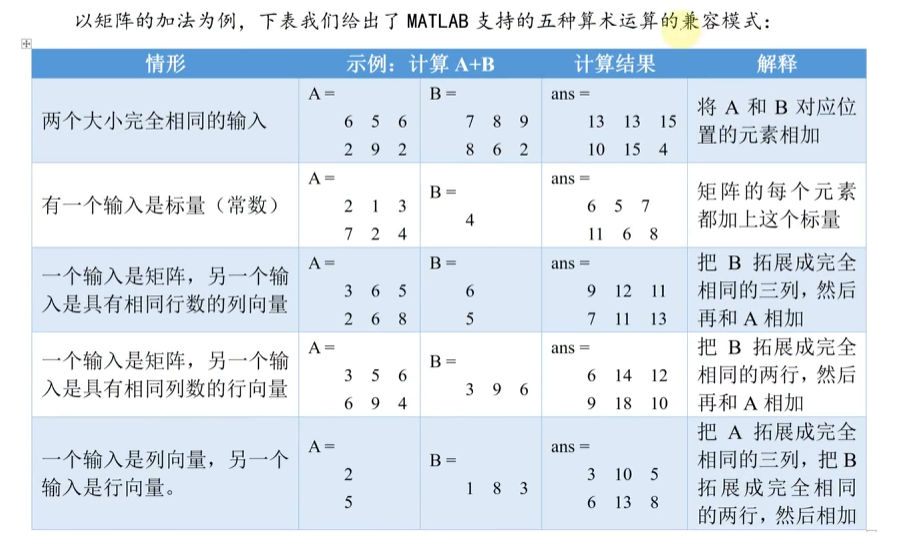 以矩阵的加法为例，下表我们给出了 MATLAB 支持的五种算术运算的兼容模式：
情形 示例：计算 A+B 计算结果 解释
两个大小完全相同的输入
A =
6 5 6
2 9 2
B =
7 8 9
8 6 2
ans =
13 13 15
10 15 4
将 A 和 B 对应位
置的元素相加
有一个输入是标量（常数）
A =
2 1 3
7 2 4
B =
4
ans =
6 5 7
11 6 8
矩阵的每个元素
都加上这个标量
一个输入是矩阵，另一个输
入是具有相同行数的列向量
A =
3 6 5
2 6 8
B =
6
5
ans =
9 12 11
7 11 13
把 B 拓展成完全
相同的三列，然后
再和 A 相加
一个输入是矩阵，另一个输
入是具有相同列数的行向量
A =
3 5 6
6 9 4
B =
3 9 6
ans =
6 14 12
9 18 10
把 B 拓展成完全
相同的两行，然后
再和 A 相加
一个输入是列向量，另一个
输入是行向量。
A =
2
5
B =
1 8 3
ans =
3 10 5
6 13 8
把 A 拓展成完全
相同的三列，把 B
拓展成完全相同
的两行，然后相加